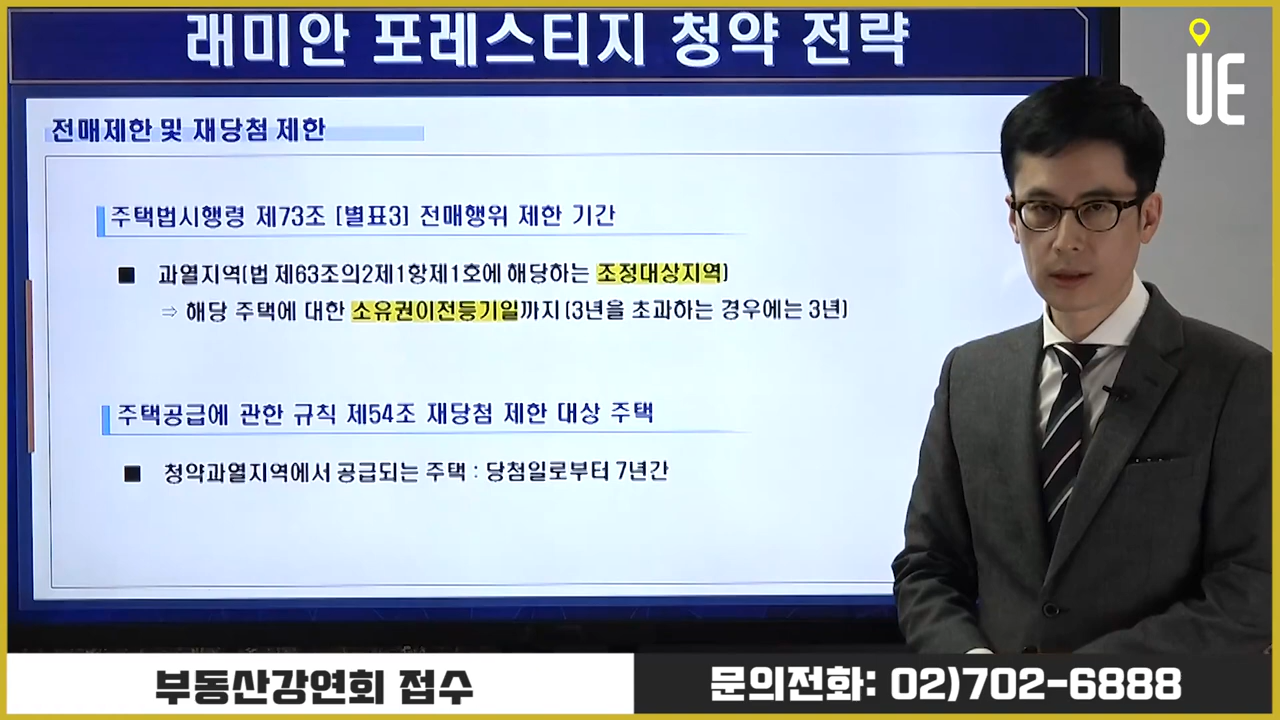 래미안 포레스티지 청약 전략
UE
전매제한 및 재당첨 제한
주택법시행령 제73조 [별표3] 전매행위 제한 기간
■ 과열지역(법 제63조의2제1항제1호에 해당하는 조정대상지역)
⇒ 해당 주택에 대한 소유권이전등기일까지 (3년을 초과하는 경우에는 3년)
주택공급에 관한 규칙 제54조 재당첨 제한 대상 주택
■ 청약과열지역에서 공급되는 주택 : 당첨일로부터 7년간
부동산강연회 접수
문의전화: 02)702-6888